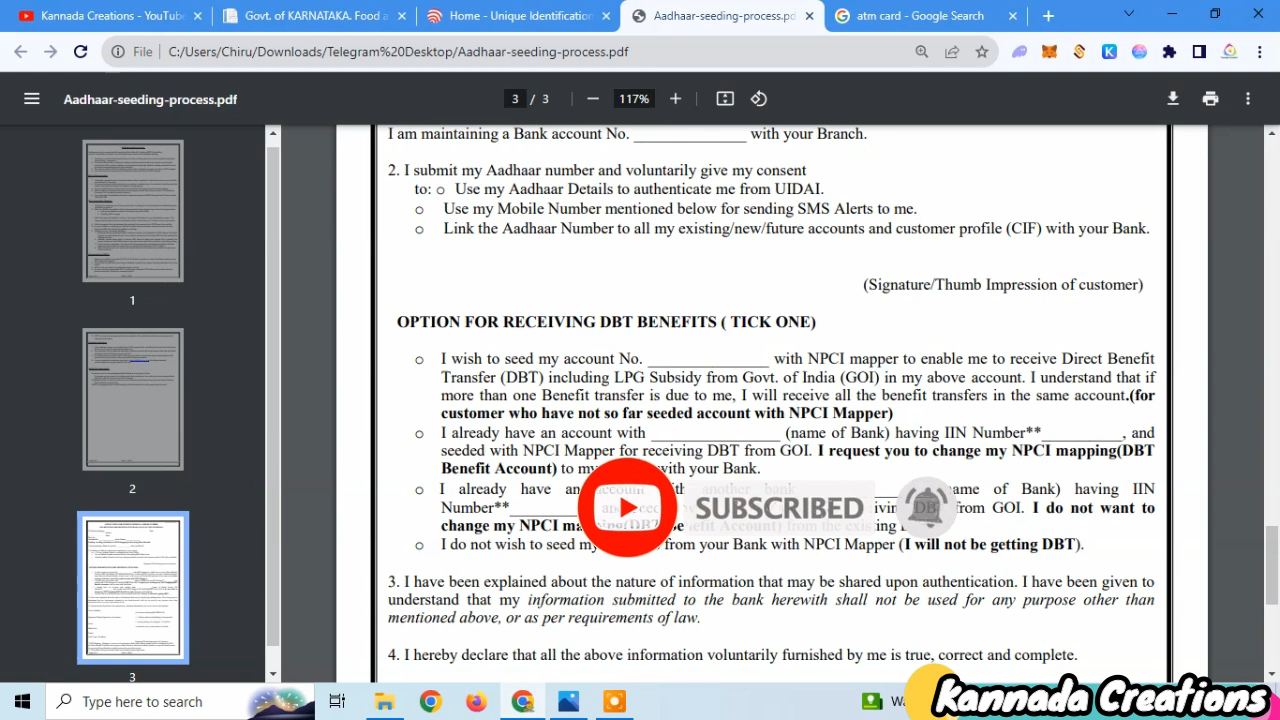 Kannada Creations - YouTube
Govt. of KARNATAKA. Food a
Home - Unique Identification
Aadhaar-seeding-process.pd
atm card - Google Search
File
C:/Users/Chiru/Downloads/Telegram%20Desktop/Aadhaar-seeding-process.pdf
Aadhaar-seeding-process.pdf
3 / 3
117%
1
2
3
I am maintaining a Bank account No. ______________ with your Branch.
2. I submit my Aadhaar number and voluntarily give my consent
to: o Use my Aadhaar Details to authenticate me from UIDAI.
o Use my Mobile Number mentioned below for sending SMS Alerts to me.
o Link the Aadhaar Number to all my existing/new/future accounts and customer profile (CIF) with your Bank.
(Signature/Thumb Impression of customer)
OPTION FOR RECEIVING DBT BENEFITS ( TICK ONE)
o I wish to seed my account No. _______________ with NPCI mapper to enable me to receive Direct Benefit
Transfer (DBT) including LPG Subsidy from Govt. of India (GOI) in my above account. I understand that if
more than one Benefit transfer is due to me, I will receive all the benefit transfers in the same account.(for
customer who have not so far seeded account with NPCI Mapper)
o I already have an account with ________________ (name of Bank) having IIN Number**__________, and
seeded with NPCI Mapper for receiving DBT from GOI. I request you to change my NPCI mapping(DBT
Benefit Account) to my with your Bank.
o I already have an account with another bank name of Bank) having IIN
Number**_________ DBT from GOI. I do not want to
change my NPCI
o I do not wish my from your Bank with NPCI Mapper (I will not be getting DBT).
SUBSCRIBED
3. I have been explained about the nature of information that may be shared upon authentication. I have been given to
understand that my information submitted to the bank herewith shall not be used for any purpose other than
mentioned above, or as per requirements of law.
4. I hereby declare that all the above information voluntarily furnished by me is true, correct and complete.
Type here to search
Kannada Creations